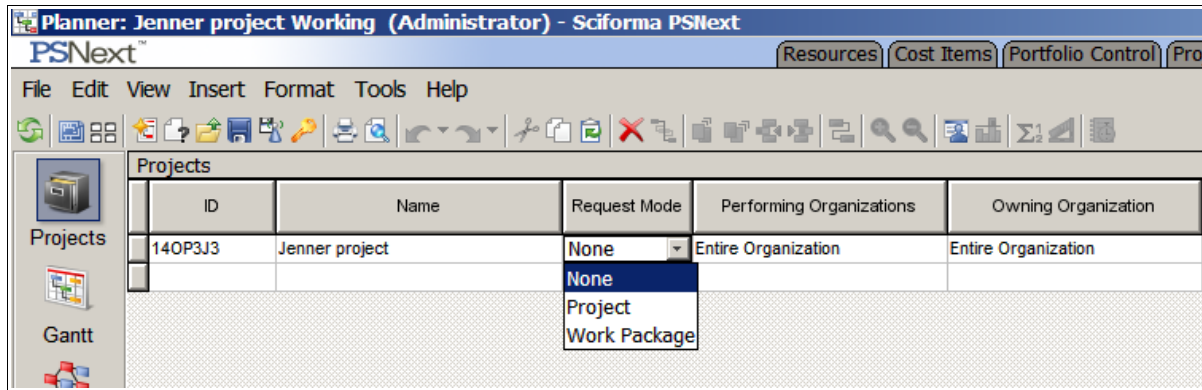 Planner: Jenner project Working (Administrator) - Sciforma PSNext
PSNext™ Resources Cost Items Portfolio Control Pro
File Edit View Insert Format Tools Help
Projects
ID Name Request Mode Performing Organizations Owning Organization
Projects
14OP3J3 Jenner project None Entire Organization Entire Organization
None
Project
Gantt
Work Package